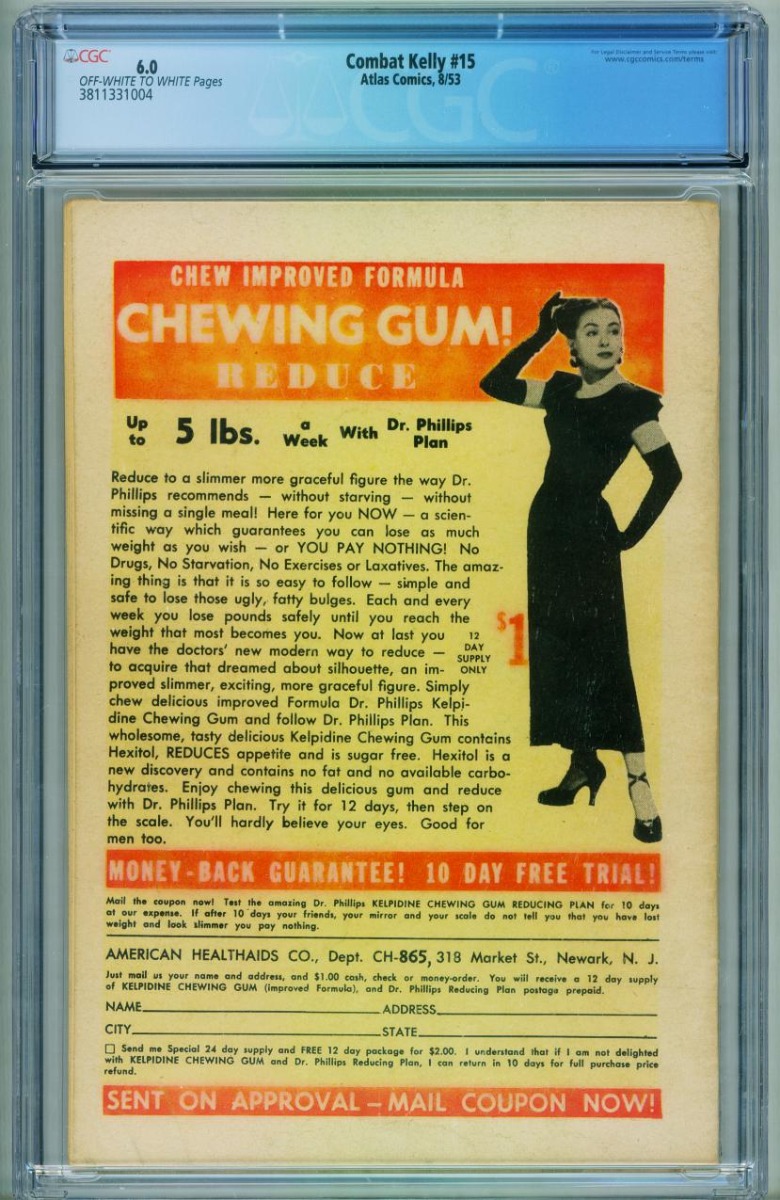 CGC
6.0
OFF-WHITE TO WHITE Pages
3811331004
Combat Kelly #15
Atlas Comics, 8/53
For Legal Disclaimer and Service Terms please visit
www.cgccomics.com/terms
CGC
CHEW IMPROVED FORMULA
CHEWING GUM!
REDUCE
Up to 5 lbs. a Week With Dr. Phillips Plan
Reduce to a slimmer more graceful figure the way Dr.
Phillips recommends — without starving — without
missing a single meal! Here for you NOW — a scien-
tific way which guarantees you can lose as much
weight as you wish — or YOU PAY NOTHING! No
Drugs, No Starvation, No Exercises or Laxatives. The amaz-
ing thing is that it is so easy to follow — simple and
safe to lose those ugly, fatty bulges. Each and every
week you lose pounds safely until you reach the
weight that most becomes you. Now at last you
have the doctors' new modern way to reduce —
to acquire that dreamed about silhouette, an im-
proved slimmer, exciting, more graceful figure. Simply
chew delicious improved Formula Dr. Phillips Kelpi-
dine Chewing Gum and follow Dr. Phillips Plan. This
wholesome, tasty delicious Kelpidine Chewing Gum contains
Hexitol, REDUCES appetite and is sugar free. Hexitol is a
new discovery and contains no fat and no available carbo-
hydrates. Enjoy chewing this delicious gum and reduce
with Dr. Phillips Plan. Try it for 12 days, then step on
the scale. You'll hardly believe your eyes. Good for
men too.
12
DAY
SUPPLY
ONLY
$1
MONEY-BACK GUARANTEE! 10 DAY FREE TRIAL!
Mail the coupon now! Test the amazing Dr. Phillips KELPIDINE CHEWING GUM REDUCING PLAN for 10 days
at our expense. If after 10 days your friends, your mirror and your scale do not tell you that you have lost
weight and look slimmer you pay nothing.
AMERICAN HEALTHAIDS CO., Dept. CH-865, 318 Market St., Newark, N. J.
Just mail us your name and address, and $1.00 cash, check or money-order. You will receive a 12 day supply
of KELPIDINE CHEWING GUM (improved Formula), and Dr. Phillips Reducing Plan postage prepaid.
NAME ADDRESS
CITY STATE
Send me Special 24 day supply and FREE 12 day package for $2.00. I understand that if I am not delighted
with KELPIDINE CHEWING GUM and Dr. Phillips Reducing Plan, I can return in 10 days for full purchase price
refund.
SENT ON APPROVAL — MAIL COUPON NOW!